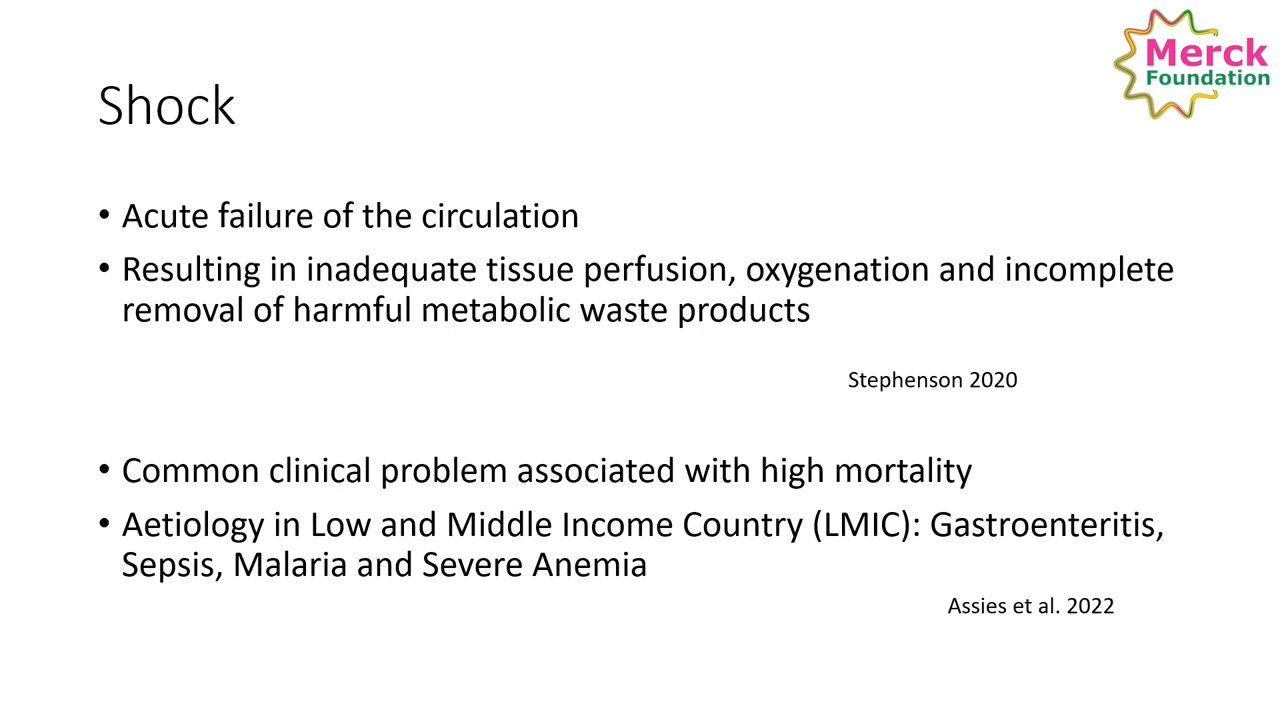 Merck
Foundation
Shock
• Acute failure of the circulation
• Resulting in inadequate tissue perfusion, oxygenation and incomplete
removal of harmful metabolic waste products
Stephenson 2020
• Common clinical problem associated with high mortality
• Aetiology in Low and Middle Income Country (LMIC): Gastroenteritis,
Sepsis, Malaria and Severe Anemia
Assies et al. 2022